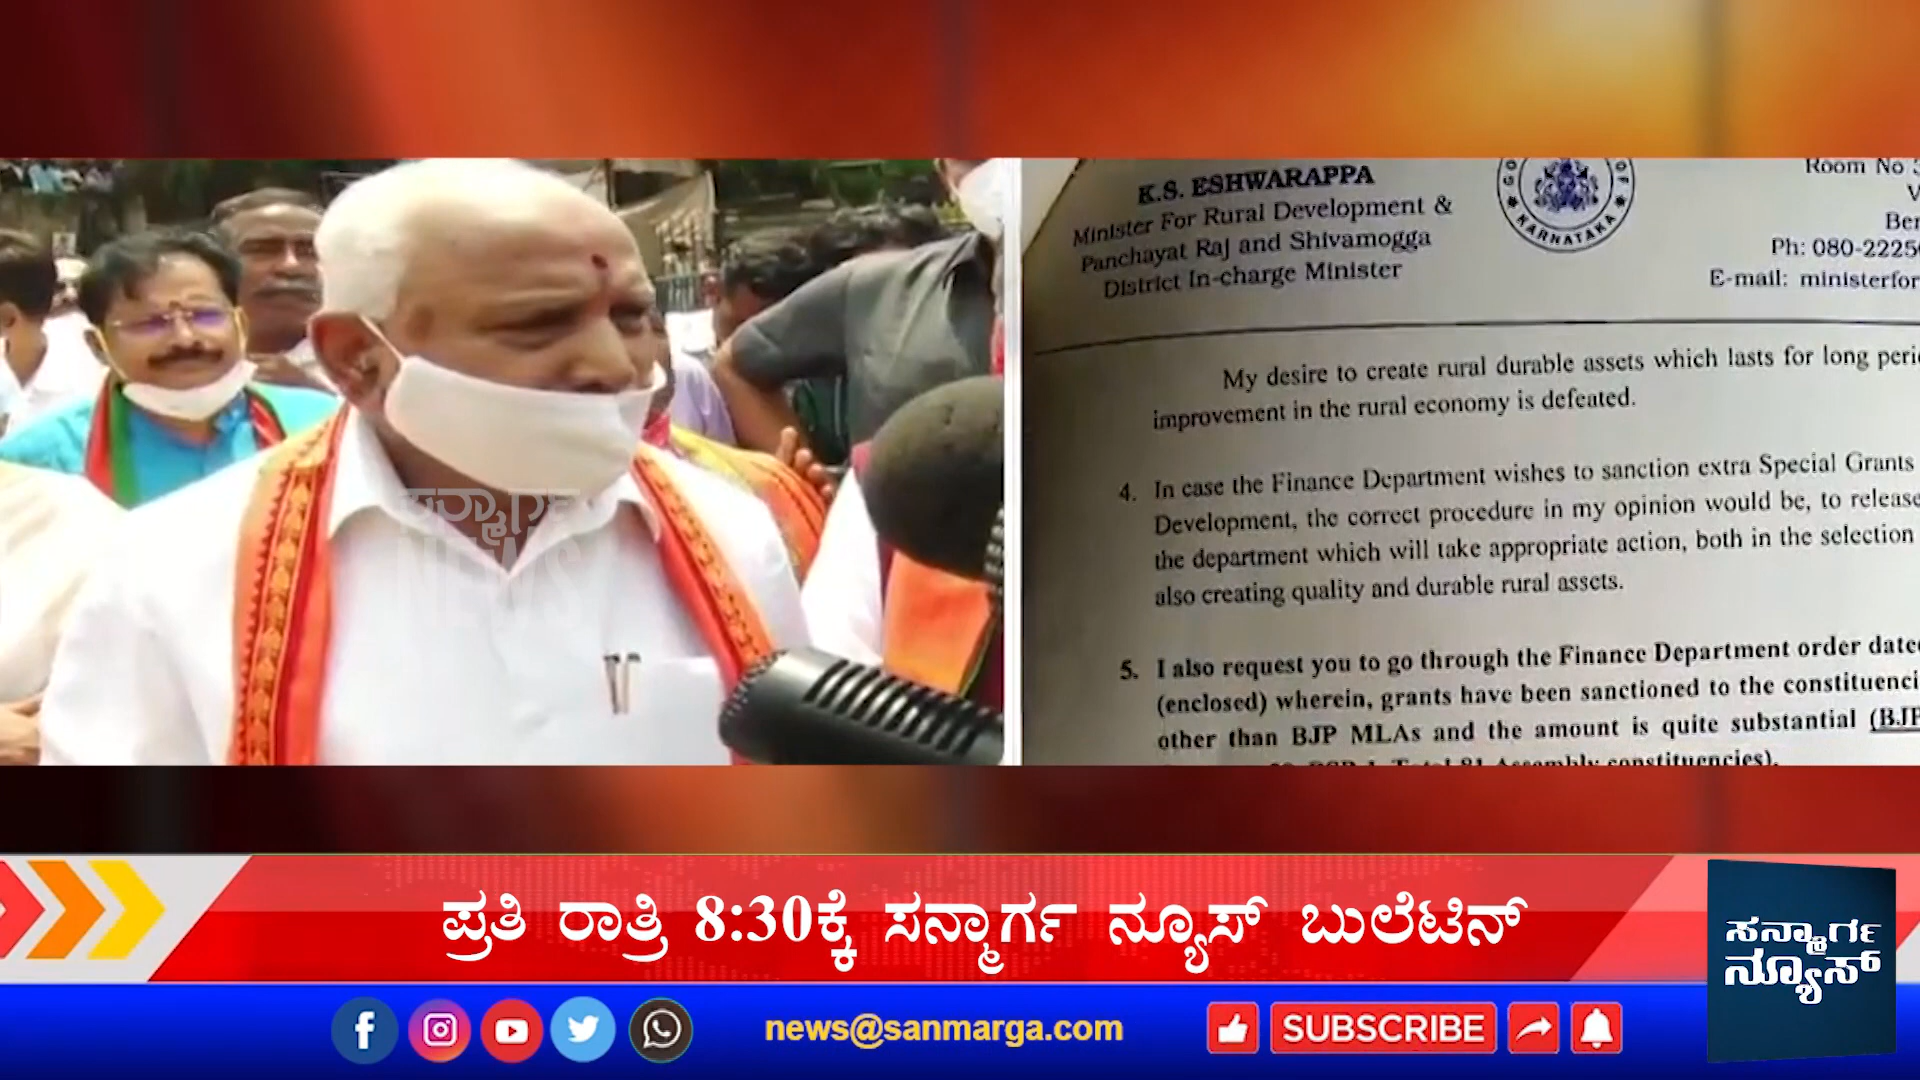 ಸನ್ಮಾರ್ಗ
NEWS
K.S. ESHWARAPPA
Minister For Rural Development &
Panchayat Raj and Shivamogga
District In-charge Minister
KARNATAKA
Room No
Ph: 080-2225
E-mail: ministerfor
My desire to create rural durable assets which lasts for long
improvement in the rural economy is defeated.
4. In case the Finance Department wishes to sanction extra Special Grants
Development, the correct procedure in my opinion would be, to release
the department which will take appropriate action, both in the selection
also creating quality and durable rural assets.
5. I also request you to go through the Finance Department order
(enclosed) wherein, grants have been sanctioned to the
other than BJP MLAs and the amount is quite substantial (BJP
Total 81 Assembly constituencies).
ಪ್ರತಿ ರಾತ್ರಿ 8:30ಕ್ಕೆ ಸನ್ಮಾರ್ಗ ನ್ಯೂಸ್ ಬುಲೆಟಿನ್
ಸನ್ಮಾರ್ಗ
ನ್ಯೂಸ್
news@sanmarga.com
SUBSCRIBE